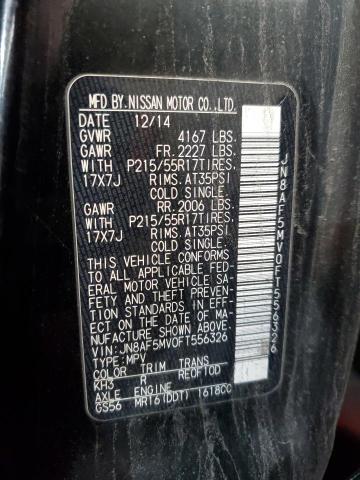 MFD BY.NISSAN MOTOR CO.,LTD.
DATE 12/14
GVWR 4167 LBS.
GAWR FR.2227 LBS.
WITH P215/55R17TIRES.
17X7J RIMS.AT35PSI
COLD SINGLE.
GAWR RR.2006 LBS.
WITH P215/55R17TIRES.
17X7J RIMS.AT35PSI
COLD SINGLE.
THIS VEHICLE CONFORMS
TO ALL APPLICABLE FED-
ERAL MOTOR VEHICLE SA-
FETY AND THEFT PREVEN-
TION STANDARDS IN EFF-
ECT ON THE DATE OF MA-
NUFACTURE SHOWN ABOVE.
VIN:JN8AF5MV0FT556326
TYPE:MPV
COLOR TRIM TRANS
KH3 R RE0F10D
AXLE ENGINE
GS56 MR16(DDT) 1618CC
JN8AF5MV0FT556326